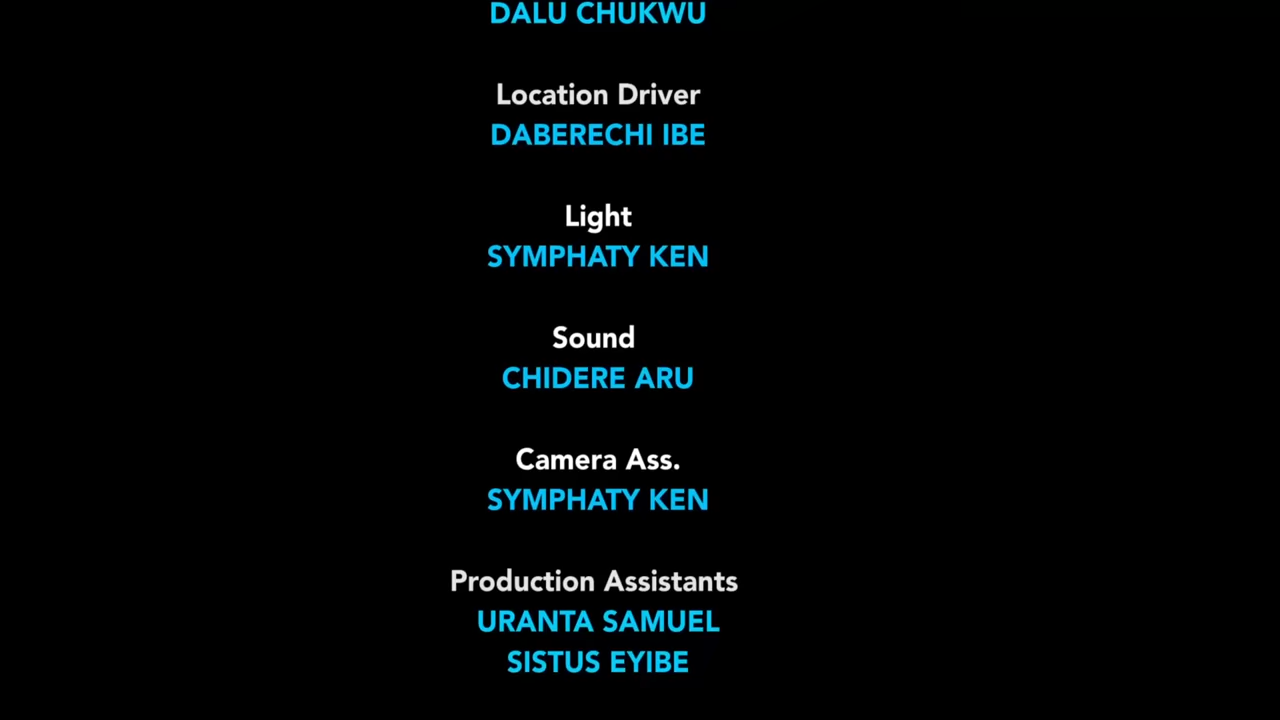 DALU CHUKWU
Location Driver
DABERECHI IBE
Light
SYMPHATY KEN
Sound
CHIDERE ARU
Camera Ass.
SYMPHATY KEN
Production Assistants
URANTA SAMUEL
SISTUS EYIBE